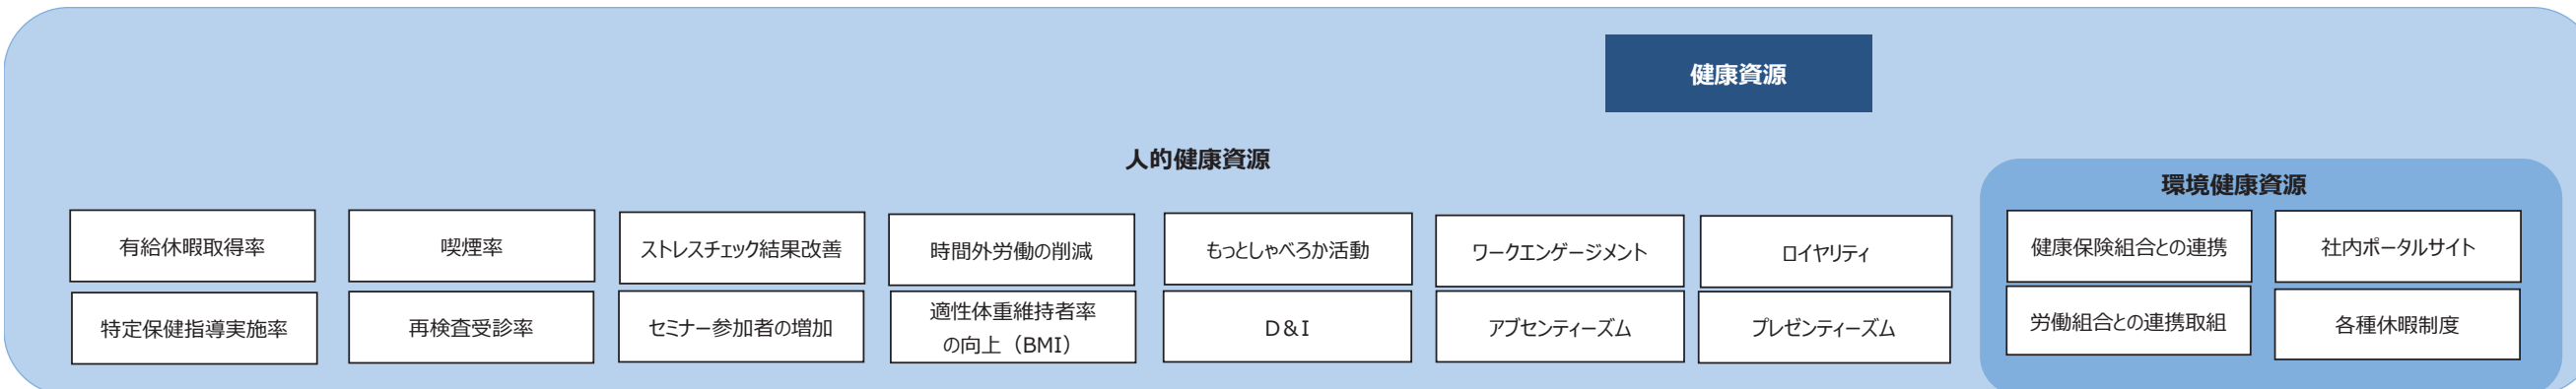 健康資源
人的健康資源
環境健康資源
有給休暇取得率
喫煙率
ストレスチェック結果改善
時間外労働の削減
もっとしゃべろか活動
ワークエンゲージメント
ロイヤリティ
健康保険組合との連携
社内ポータルサイト
特定保健指導実施率
再検査受診率
セミナー参加者の増加
適性体重維持者率
の向上（BMI）
D＆I
アブセンティーズム
プレゼンティーズム
労働組合との連携取組
各種休暇制度